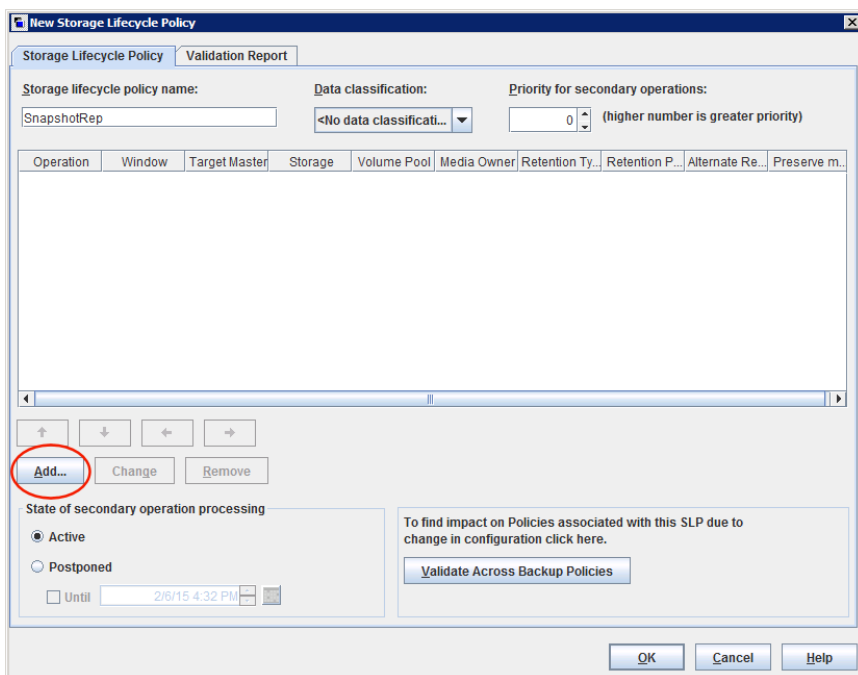 New Storage Lifecycle Policy
Storage Lifecycle Policy Validation Report
Storage lifecycle policy name: Data classification: Priority for secondary operations:
SnapshotRep <No data classificati... 0 (higher number is greater priority)
Operation Window Target Master Storage Volume Pool Media Owner Retention Ty... Retention P... Alternate Re... Preserve m...
Add... Change Remove
State of secondary operation processing
Active
Postponed
Until 2/6/15 4:32 PM
To find impact on Policies associated with this SLP due to
change in configuration click here.
Validate Across Backup Policies
OK Cancel Help